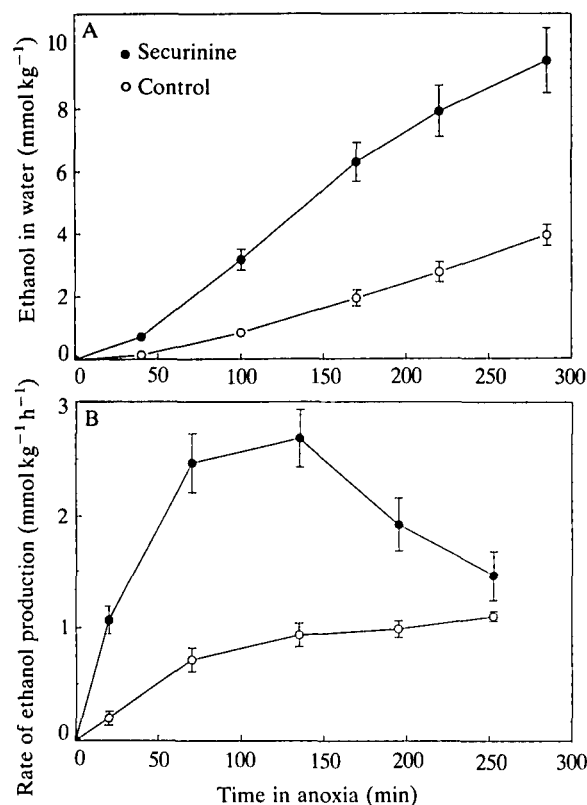 A
Securinine
Control
Ethanol in water (mmol kg⁻¹)
10
8
6
4
2
0
0 50 100 150 200 250 300
B
Rate of ethanol production (mmol kg⁻¹ h⁻¹)
3
2
1
0
0 50 100 150 200 250 300
Time in anoxia (min)